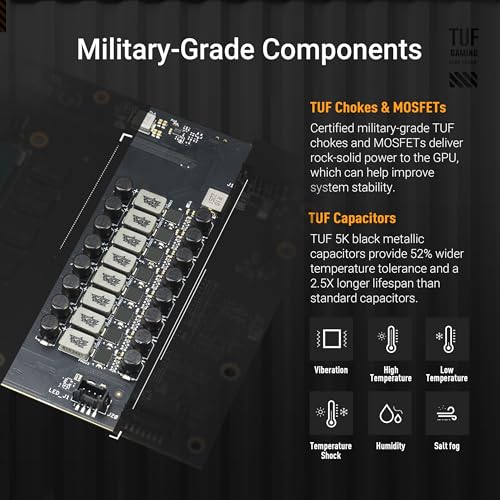 Military-Grade Components
TUF
GAMING
TUF Chokes & MOSFETs
Certified military-grade TUF
chokes and MOSFETs deliver
rock-solid power to the GPU,
which can help improve
system stability.
TUF Capacitors
TUF 5K black metallic
capacitors provide 52% wider
temperature tolerance and a
2.5X longer lifespan than
standard capacitors.
Vibration
High
Temperature
Low
Temperature
Temperature
Shock
Humidity
Salt fog
J1
LED_J1
J28